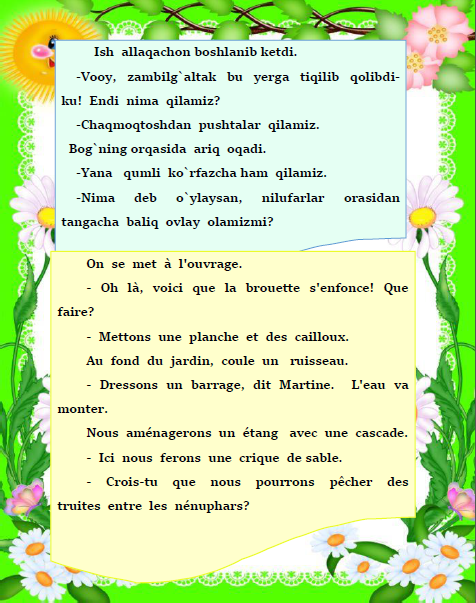 Ish allaqachon boshlanib ketdi.
-Vooy, zambilg`altak bu yerga tiqilib qolibdi-
ku! Endi nima qilamiz?
-Chaqmoqtoshdan pushtalar qilamiz.
Bog`ning orqasida ariq oqadi.
-Yana qumli ko`rfazcha ham qilamiz.
-Nima deb o`ylaysan, nilufarlar orasidan
tangacha baliq ovlay olamizmi?
On se met à l'ouvrage.
- Oh là, voici que la brouette s'enfonce! Que
faire?
- Mettons une planche et des cailloux.
Au fond du jardin, coule un ruisseau.
- Dressons un barrage, dit Martine. L'eau va
monter.
Nous aménagerons un étang avec une cascade.
- Ici nous ferons une crique de sable.
- Crois-tu que nous pourrons pêcher des
truites entre les nénuphars?